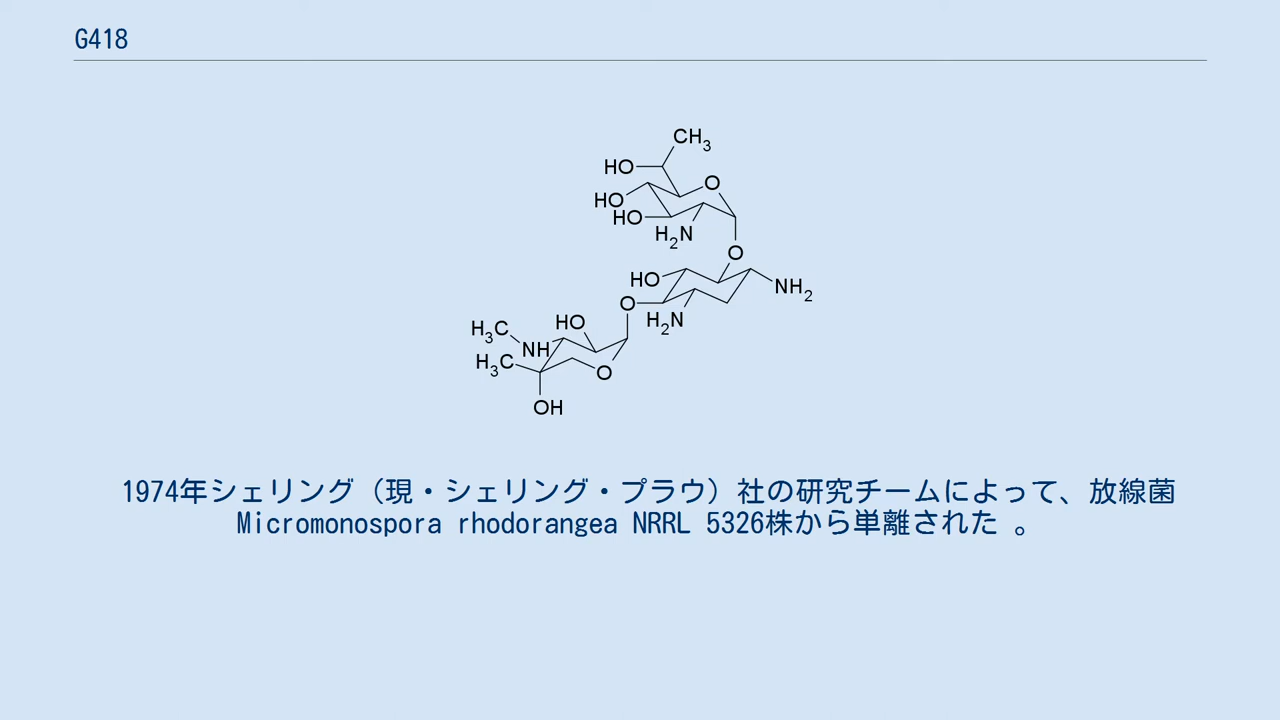 G418
CH3
HO
O
HO
HO
H2N
O
HO
NH2
O
H2N
HO
H3C
NH
H3C
O
OH
1974年シェリング（現・シェリング・プラウ）社の研究チームによって、放線菌
Micromonospora rhodorangea NRRL 5326株から単離された 。